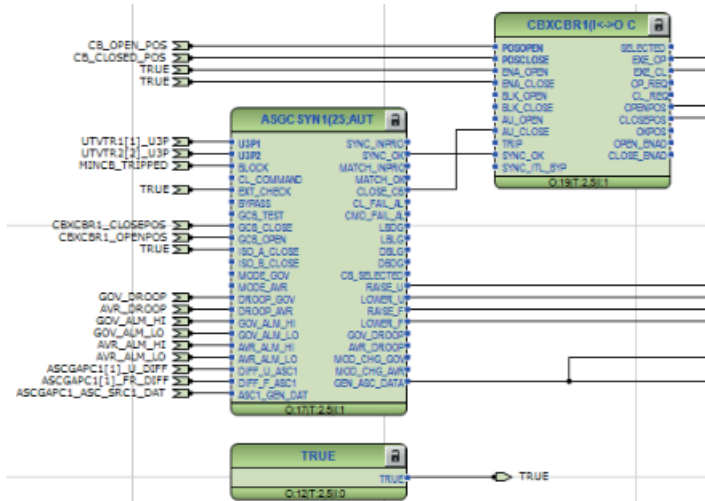 CBXCBR1(I<->O C
CB_OPEN_POS
CB_CLOSED_POS
TRUE
TRUE
POSOPEN SELECTED
POSCLOSE EXE_OP
ENA_OPEN EXE_CL
ENA_CLOSE OP_REQ
BLK_OPEN CL_REQ
BLK_CLOSE OPENPOS
AU_OPEN CLOSEPOS
AU_CLOSE OKPOS
TRIP OPEN_ENAD
SYNC_OK CLOSE_ENAD
SYNC_ITL_BYP
O:19|T:2.5|I:1
ASGCSYN1(25;AUT
UTVTR1[1]_U3P
UTVTR2[2]_U3P
MINCB_TRIPPED
TRUE
CBXCBR1_CLOSEPOS
CBXCBR1_OPENPOS
TRUE
GOV_DROOP
AVR_DROOP
GOV_ALM_HI
GOV_ALM_LO
AVR_ALM_HI
AVR_ALM_LO
ASCGAPC1[1]_U_DIFF
ASCGAPC1[1]_FR_DIFF
ASCGAPC1_ASC_SRC1_DAT
U3P1 SYNC_INPRO
U3P2 SYNC_OK
BLOCK MATCH_INPRO
CL_COMMAND MATCH_OK
EXT_CHECK CLOSE_CB
BYPASS CL_FAIL_AL
GCB_TEST CMD_FAIL_AL
GCB_CLOSE LBDG
GCB_OPEN LBLG
ISO_A_CLOSE DBLG
ISO_B_CLOSE DBDG
MODE_GOV CB_SELECTED
MODE_AVR RAISE_U
DROOP_GOV LOWER_U
DROOP_AVR RAISE_F
GOV_ALM_HI LOWER_F
GOV_ALM_LO GOV_DROOP
AVR_ALM_HI AVR_DROOP
AVR_ALM_LO MOD_CHG_GOV
DIFF_U_ASC1 MOD_CHG_AVR
DIFF_F_ASC1 GEN_ASC_DATA
ASC1_GEN_DAT
O:17|T:2.5|I:1
TRUE
TRUE
TRUE
O:12|T:2.5|I:0